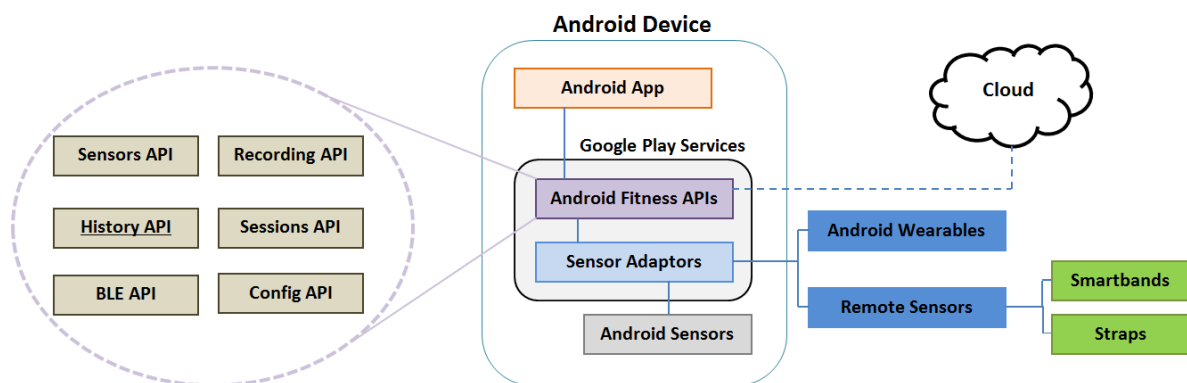 Android Device
Android App
Cloud
Google Play Services
Sensors API
Recording API
Android Fitness APIs
History API
Sessions API
Android Wearables
Sensor Adaptors
BLE API
Config API
Smartbands
Remote Sensors
Android Sensors
Straps